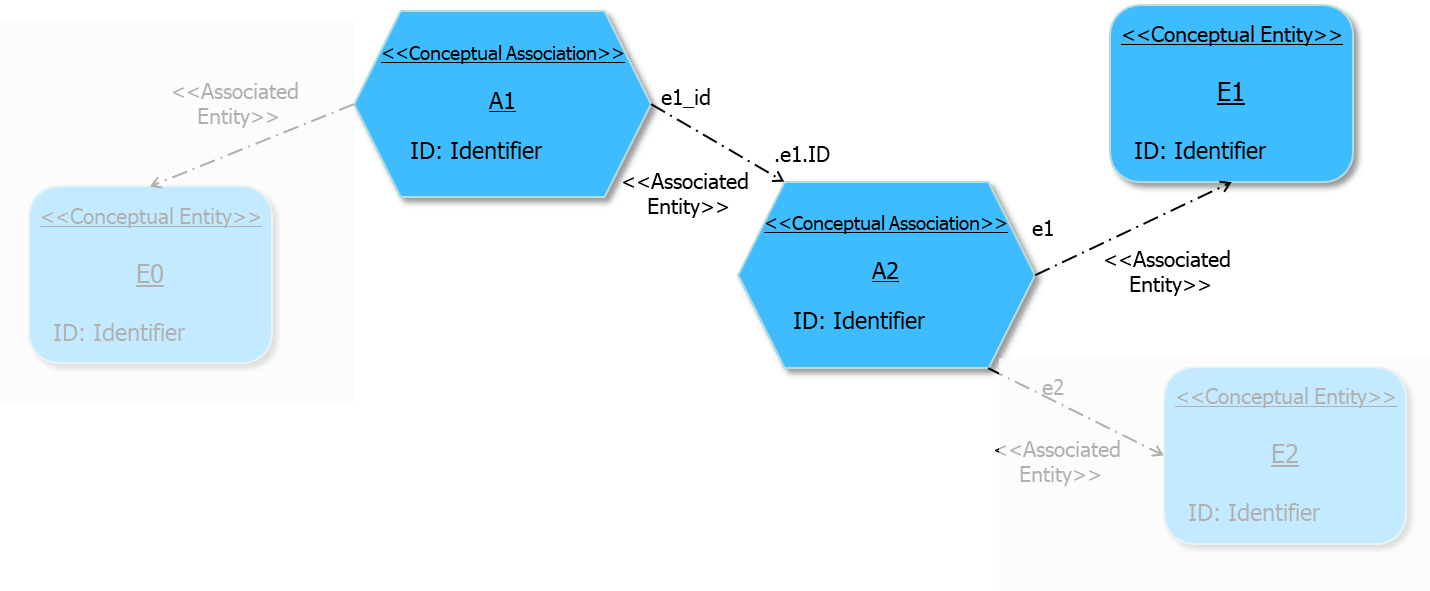 <<Conceptual Association>>
A1
ID: Identifier
<<Associated
Entity>>
<<Conceptual Entity>>
E0
ID: Identifier
e1_id
.e1.ID
<<Associated
Entity>>
<<Conceptual Association>>
A2
ID: Identifier
<<Conceptual Entity>>
E1
ID: Identifier
e1
<<Associated
Entity>>
e2
<<Associated
Entity>>
<<Conceptual Entity>>
E2
ID: Identifier